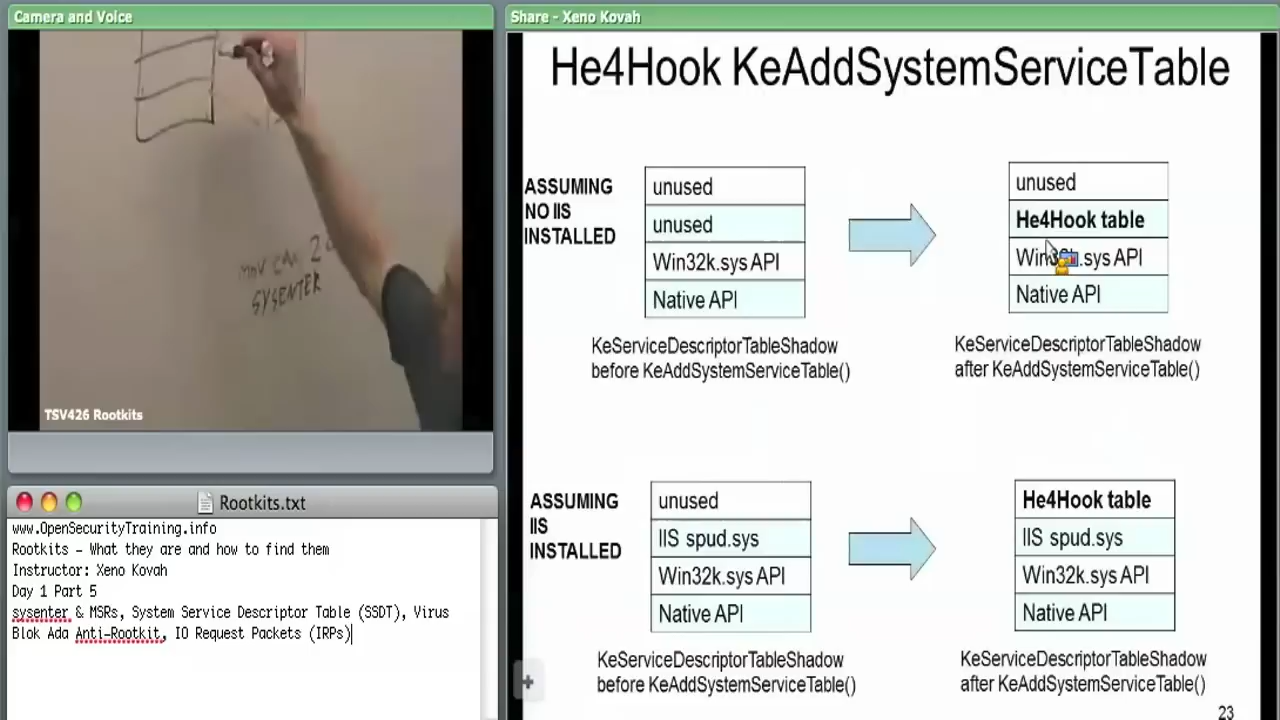 Camera and Voice
MOV EAX, 2
SYSENTER
TSV426 Rootkits
Rootkits.txt
www.OpenSecurityTraining.info
Rootkits - What they are and how to find them
Instructor: Xeno Kovah
Day 1 Part 5
sysenter & MSRs, System Service Descriptor Table (SSDT), Virus
Blok Ada Anti-Rootkit, IO Request Packets (IRPs)
Share - Xeno Kovah
He4Hook KeAddSystemServiceTable
ASSUMING
NO IIS
INSTALLED
unused
unused
Win32k.sys API
Native API
KeServiceDescriptorTableShadow
before KeAddSystemServiceTable()
unused
He4Hook table
Win32k.sys API
Native API
KeServiceDescriptorTableShadow
after KeAddSystemServiceTable()
ASSUMING
IIS
INSTALLED
unused
IIS spud.sys
Win32k.sys API
Native API
KeServiceDescriptorTableShadow
before KeAddSystemServiceTable()
He4Hook table
IIS spud.sys
Win32k.sys API
Native API
KeServiceDescriptorTableShadow
after KeAddSystemServiceTable()
23